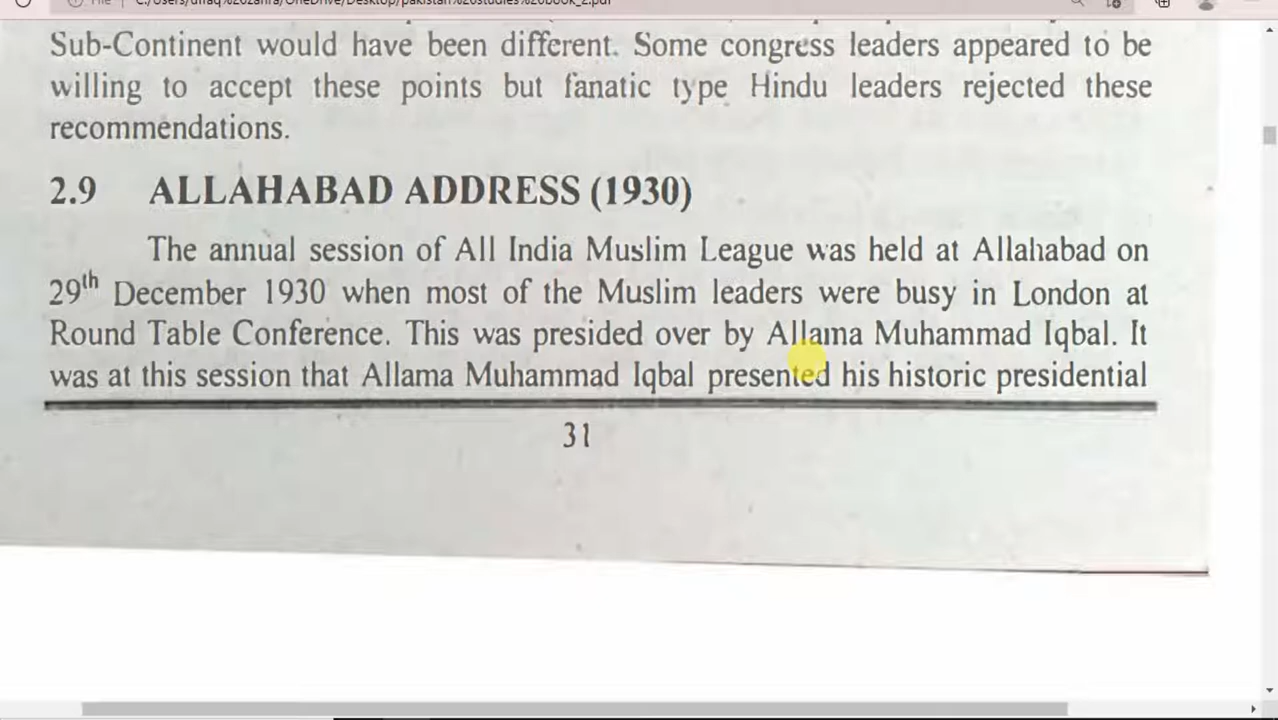 Sub-Continent would have been different. Some congress leaders appeared to be
willing to accept these points but fanatic type Hindu leaders rejected these
recommendations.
2.9 ALLAHABAD ADDRESS (1930)
The annual session of All India Muslim League was held at Allahabad on
29th December 1930 when most of the Muslim leaders were busy in London at
Round Table Conference. This was presided over by Allama Muhammad Iqbal. It
was at this session that Allama Muhammad Iqbal presented his historic presidential
31